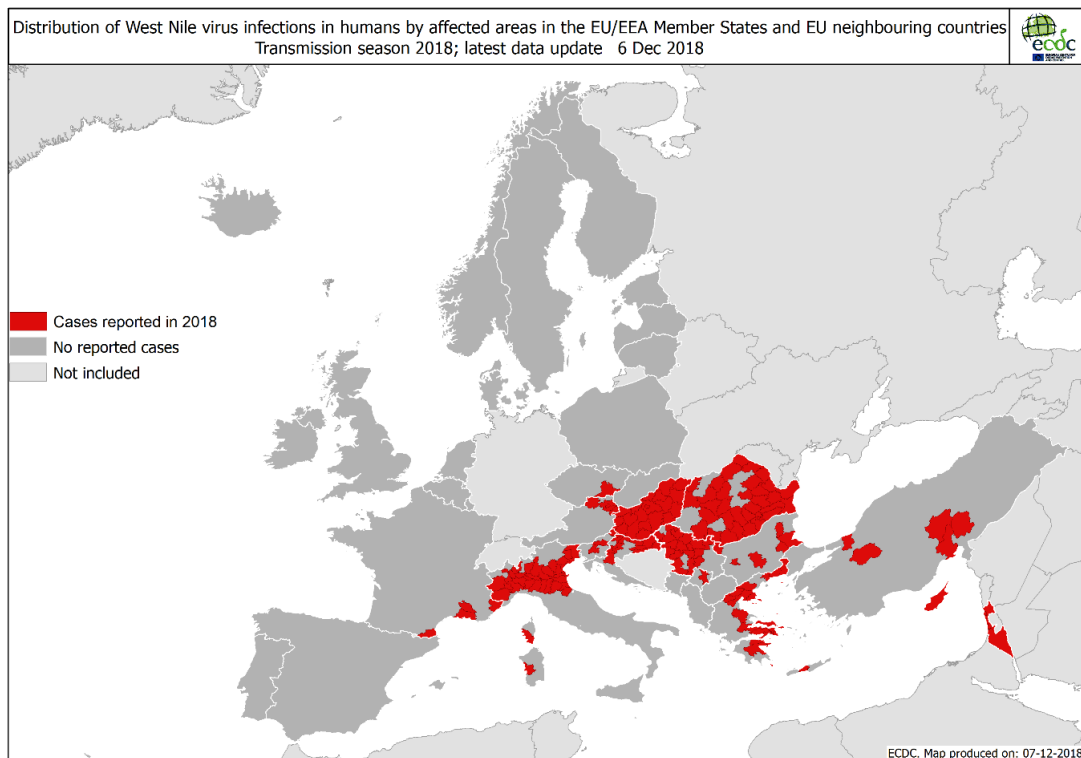 Distribution of West Nile virus infections in humans by affected areas in the EU/EEA Member States and EU neighbouring countries
Transmission season 2018; latest data update 6 Dec 2018
ecdc
Cases reported in 2018
No reported cases
Not included
ECDC. Map produced on: 07-12-2018